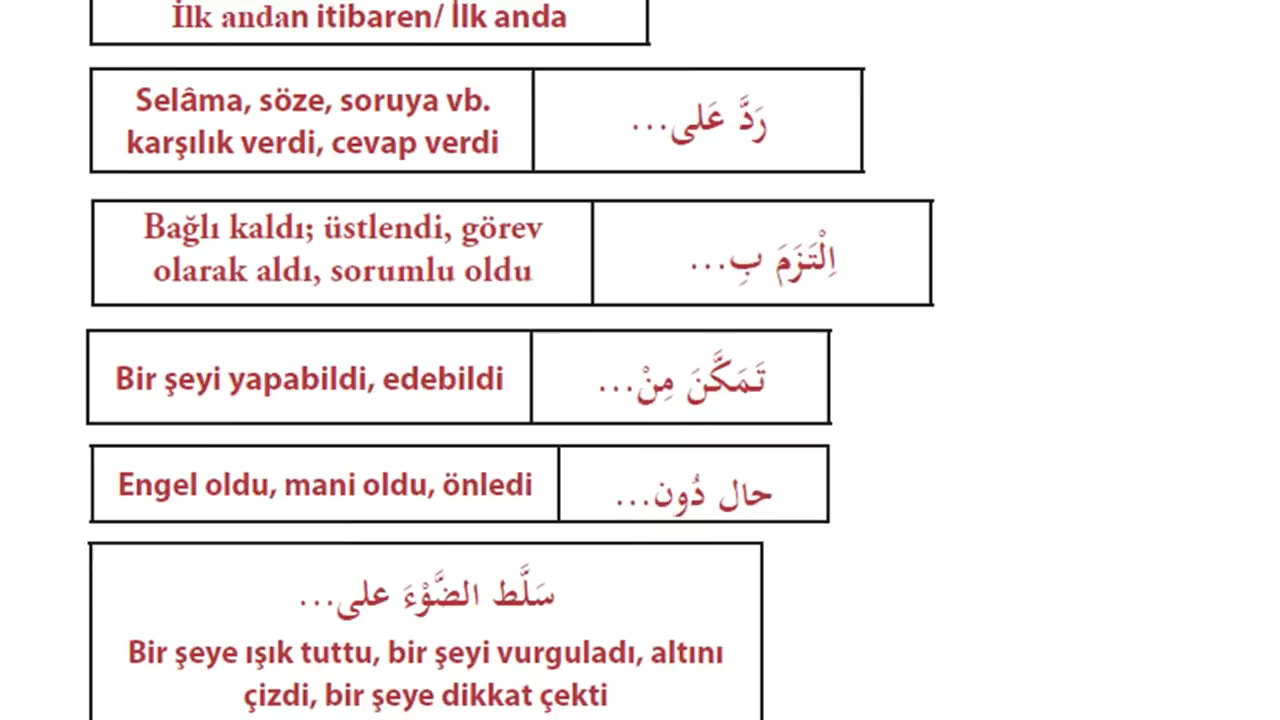 İlk andan itibaren/ İlk anda
Selâma, söze, soruya vb.
karşılık verdi, cevap verdi
رَدَّ عَلى...
Bağlı kaldı; üstlendi, görev
olarak aldı, sorumlu oldu
اِلْتَزَمَ بِ...
Bir şeyi yapabildi, edebildi
تَمَكَّنَ مِنْ...
Engel oldu, mani oldu, önledi
حال دُون...
سَلَّط الضَّوْءَ على...
Bir şeye ışık tuttu, bir şeyi vurguladı, altını
çizdi, bir şeye dikkat çekti